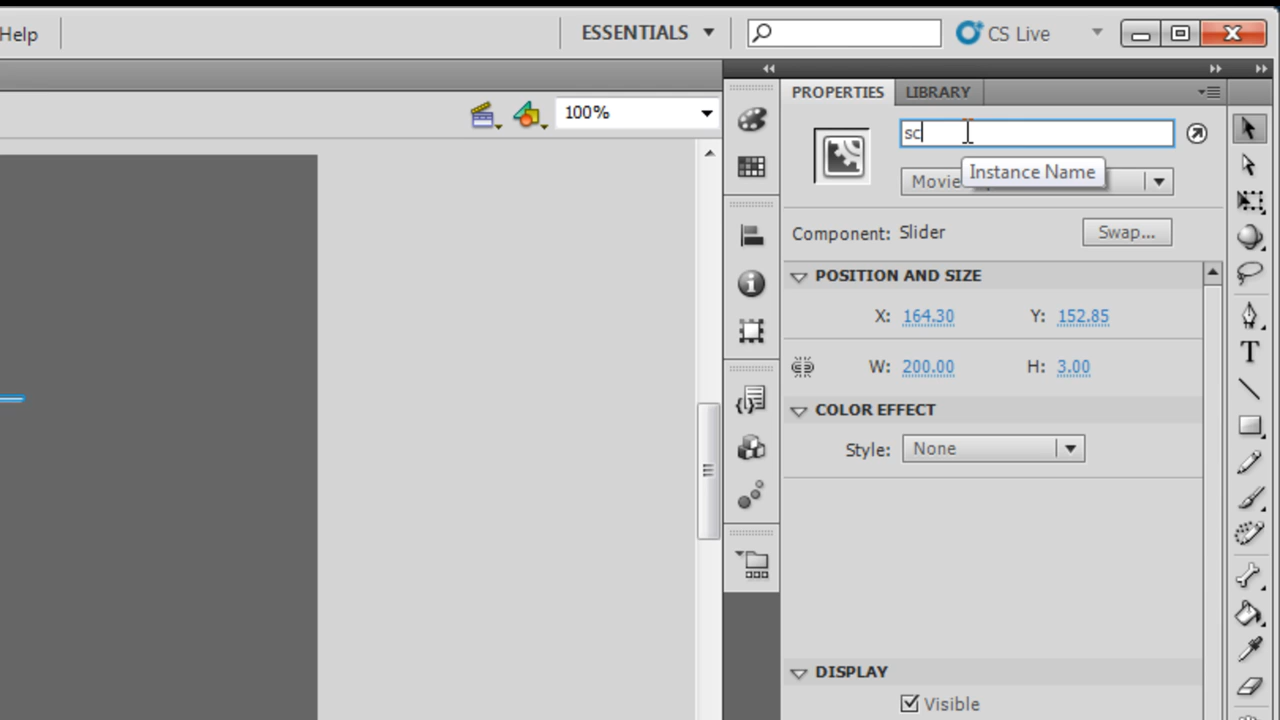 Help
ESSENTIALS
CS Live
PROPERTIES
LIBRARY
100%
sc
Instance Name
Movie
Component: Slider
Swap...
POSITION AND SIZE
X: 164.30 Y: 152.85
W: 200.00 H: 3.00
COLOR EFFECT
Style: None
DISPLAY
Visible